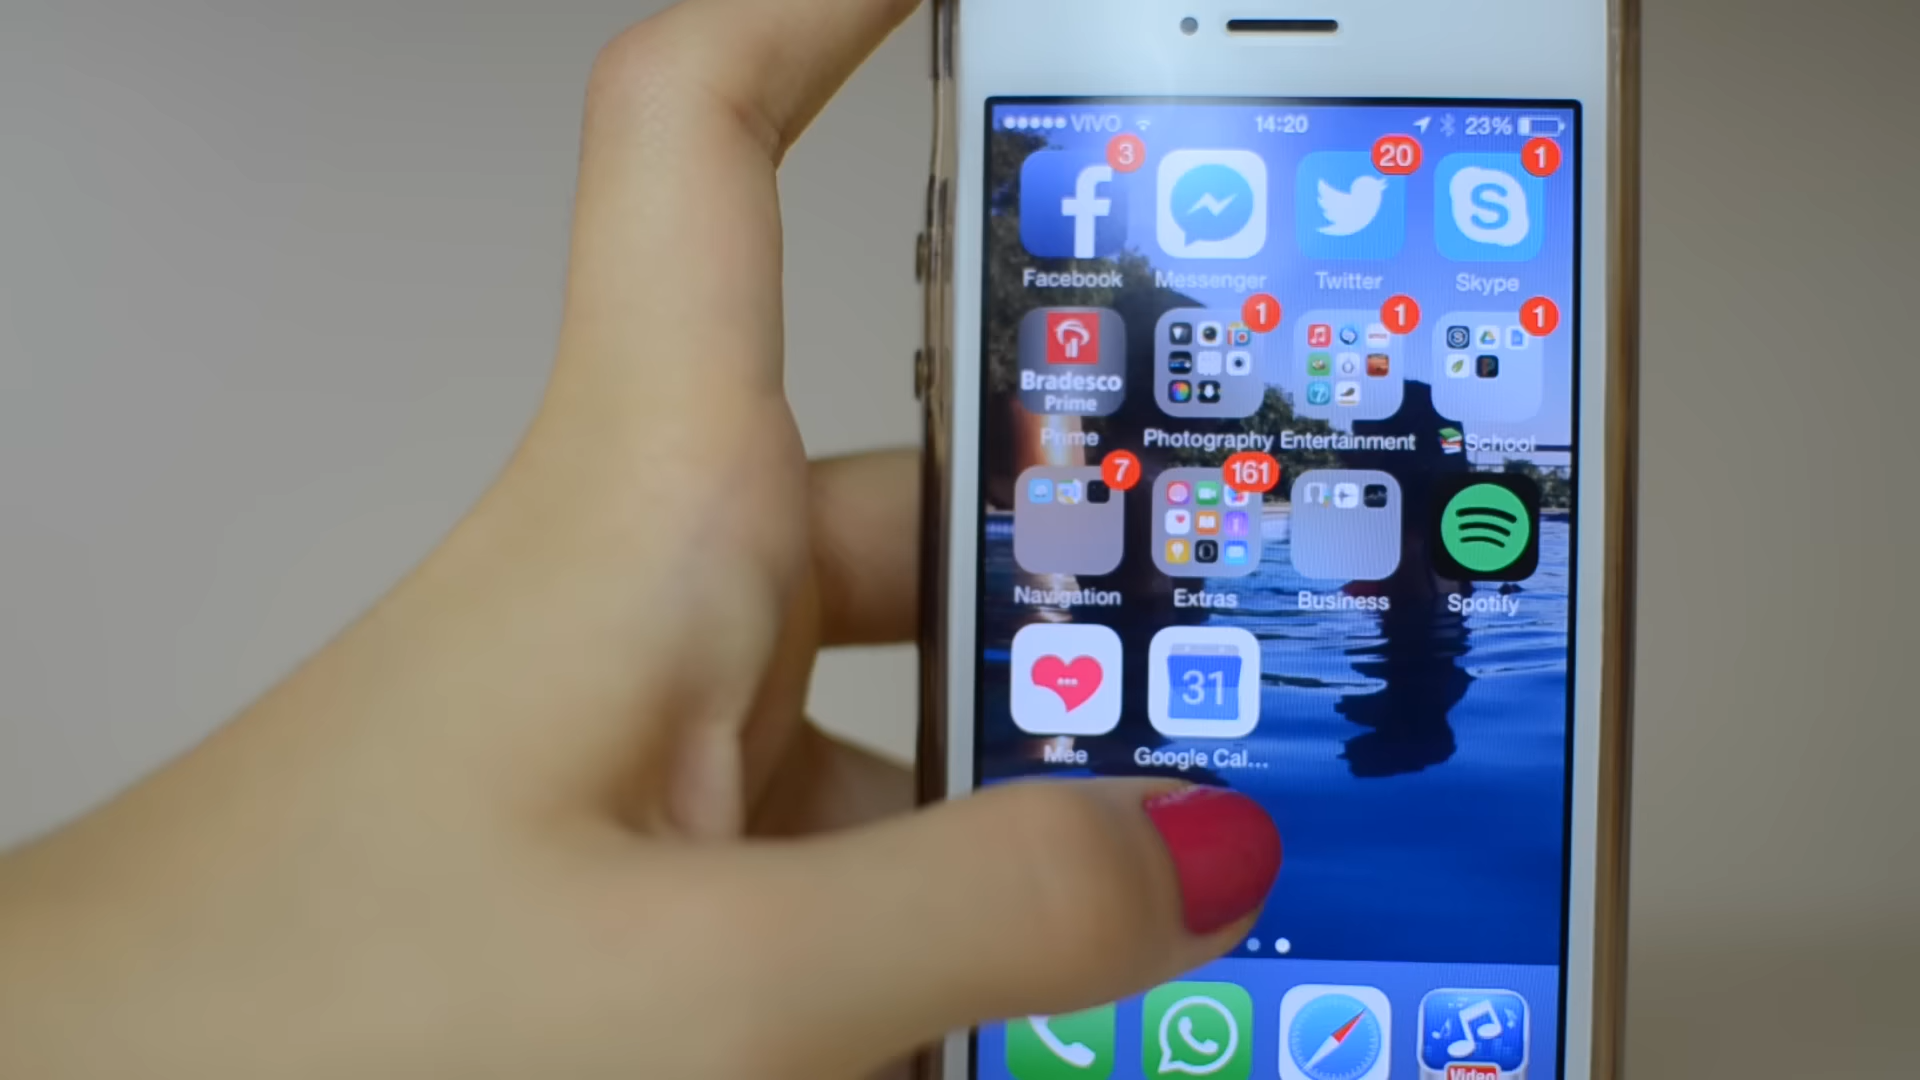 VIVO 14:20 23%
3 20 1
Facebook Messenger Twitter Skype
Bradesco
Prime
1 1 1
Prime Photography Entertainment School
7 161
Navigation Extras Business Spotify
31
Mee Google Cal...
Video